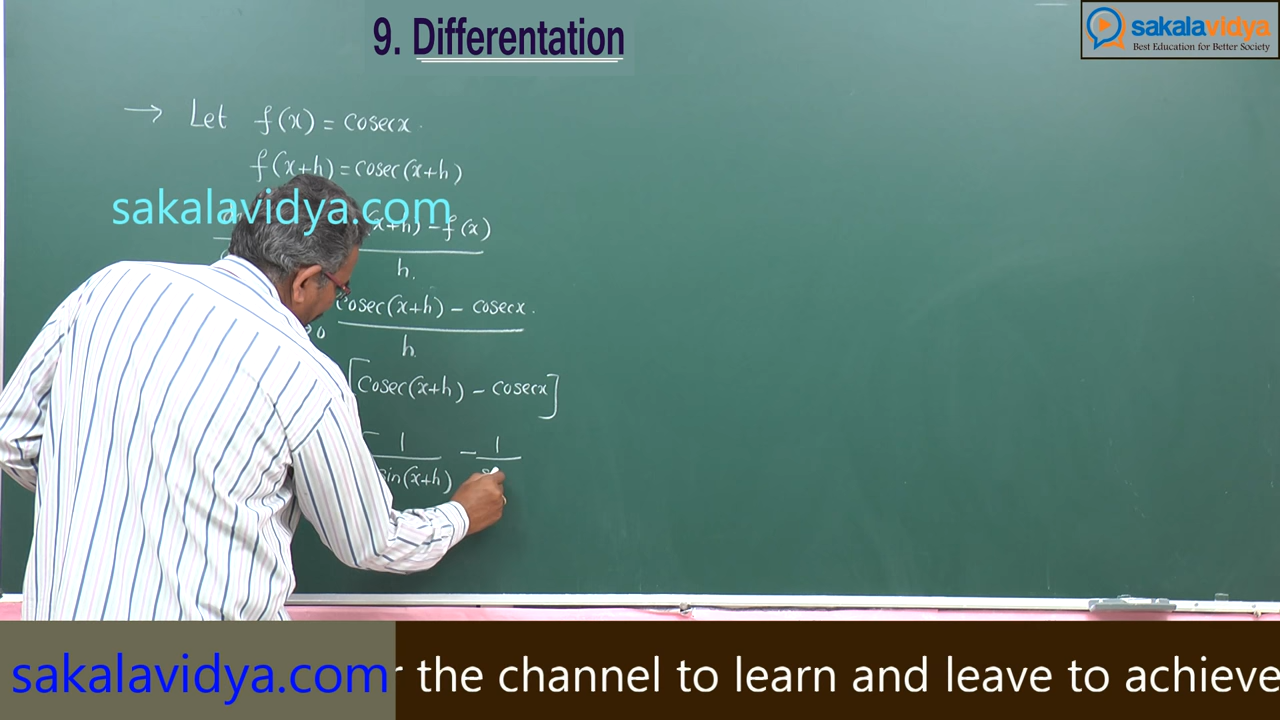 9. Differentation
sakalavidya
Best Education for Better Society
→ Let f(x) = cosecx.
f(x+h) = cosec(x+h)
sakalavidya.com
(x+h) - f(x)
h.
cosec(x+h) - cosecx.
h
[cosec(x+h) - cosecx]
1 - 1
sin(x+h)
sakalavidya.com
r the channel to learn and leave to achieve